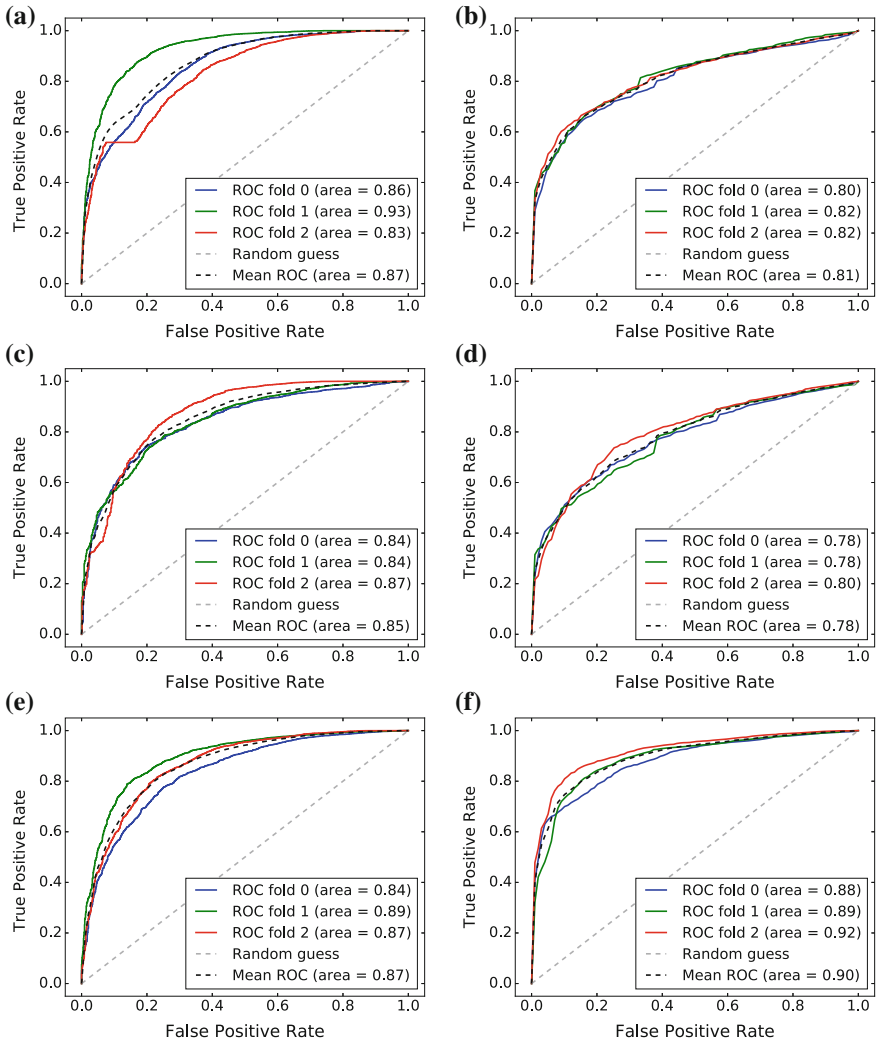 (a)
True Positive Rate
1.0
0.8
0.6
0.4
0.2
0.0
ROC fold 0 (area = 0.86)
ROC fold 1 (area = 0.93)
ROC fold 2 (area = 0.83)
Random guess
Mean ROC (area = 0.87)
0.0 0.2 0.4 0.6 0.8 1.0
False Positive Rate
(b)
True Positive Rate
1.0
0.8
0.6
0.4
0.2
0.0
ROC fold 0 (area = 0.80)
ROC fold 1 (area = 0.82)
ROC fold 2 (area = 0.82)
Random guess
Mean ROC (area = 0.81)
0.0 0.2 0.4 0.6 0.8 1.0
False Positive Rate
(c)
True Positive Rate
1.0
0.8
0.6
0.4
0.2
0.0
ROC fold 0 (area = 0.84)
ROC fold 1 (area = 0.84)
ROC fold 2 (area = 0.87)
Random guess
Mean ROC (area = 0.85)
0.0 0.2 0.4 0.6 0.8 1.0
False Positive Rate
(d)
True Positive Rate
1.0
0.8
0.6
0.4
0.2
0.0
ROC fold 0 (area = 0.78)
ROC fold 1 (area = 0.78)
ROC fold 2 (area = 0.80)
Random guess
Mean ROC (area = 0.78)
0.0 0.2 0.4 0.6 0.8 1.0
False Positive Rate
(e)
True Positive Rate
1.0
0.8
0.6
0.4
0.2
0.0
ROC fold 0 (area = 0.84)
ROC fold 1 (area = 0.89)
ROC fold 2 (area = 0.87)
Random guess
Mean ROC (area = 0.87)
0.0 0.2 0.4 0.6 0.8 1.0
False Positive Rate
(f)
True Positive Rate
1.0
0.8
0.6
0.4
0.2
0.0
ROC fold 0 (area = 0.88)
ROC fold 1 (area = 0.89)
ROC fold 2 (area = 0.92)
Random guess
Mean ROC (area = 0.90)
0.0 0.2 0.4 0.6 0.8 1.0
False Positive Rate